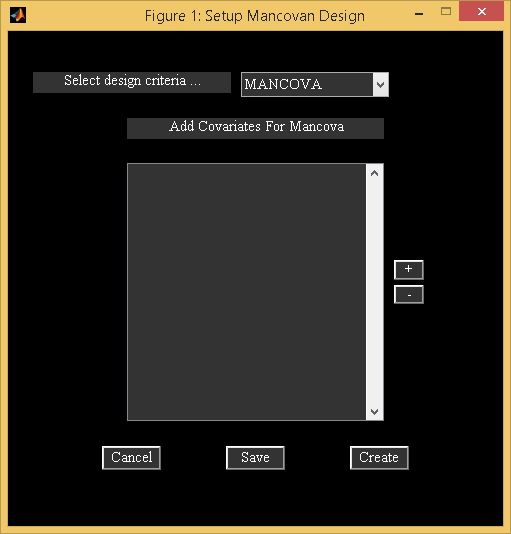 Figure 1: Setup Mancovan Design
Select design criteria ...
MANCOVA
Add Covariates For Mancova
+
-
Cancel
Save
Create